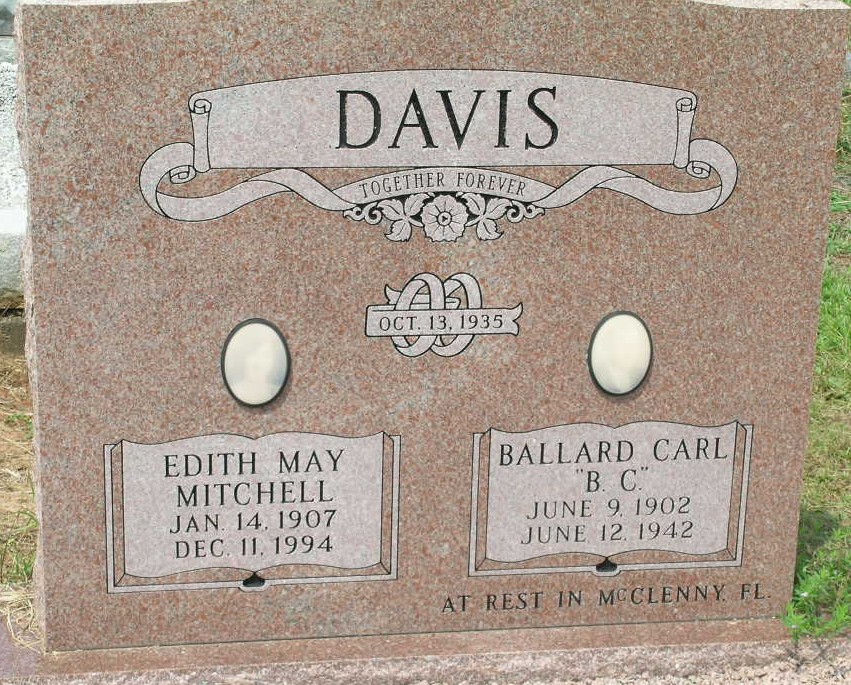 DAVIS
TOGETHER FOREVER
OCT. 13, 1935
EDITH MAY
MITCHELL
JAN. 14, 1907
DEC. 11, 1994
BALLARD CARL
"B. C."
JUNE 9, 1902
JUNE 12, 1942
AT REST IN McCLENNY, FL.